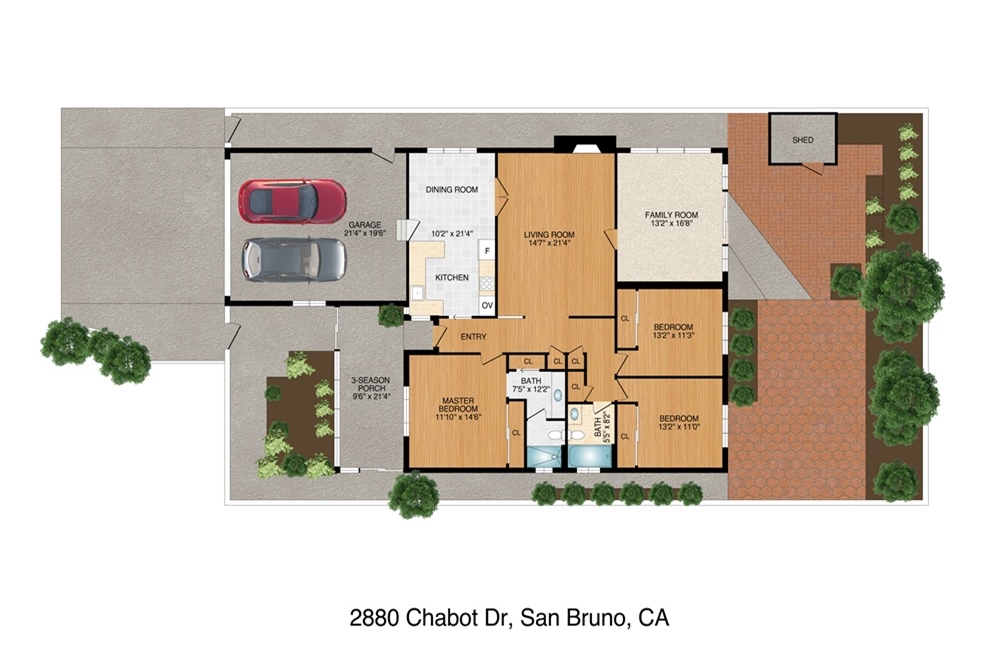 SHED
DINING ROOM
10'2" x 21'4"
GARAGE
21'4" x 19'6"
LIVING ROOM
14'7" x 21'4"
FAMILY ROOM
13'2" x 16'8"
F
KITCHEN
OV
ENTRY
CL
BEDROOM
13'2" x 11'3"
3-SEASON
PORCH
9'6" x 21'4"
CL
CL
CL
BATH
7'5" x 12'2"
CL
MASTER
BEDROOM
11'10" x 14'6"
CL
BATH
5'5" x 8'2"
CL
BEDROOM
13'2" x 11'0"
2880 Chabot Dr, San Bruno, CA